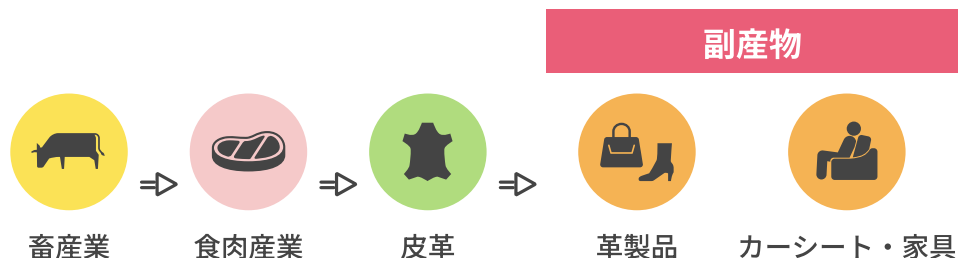 副産物
畜産業
食肉産業
皮革
革製品
カーシート・家具